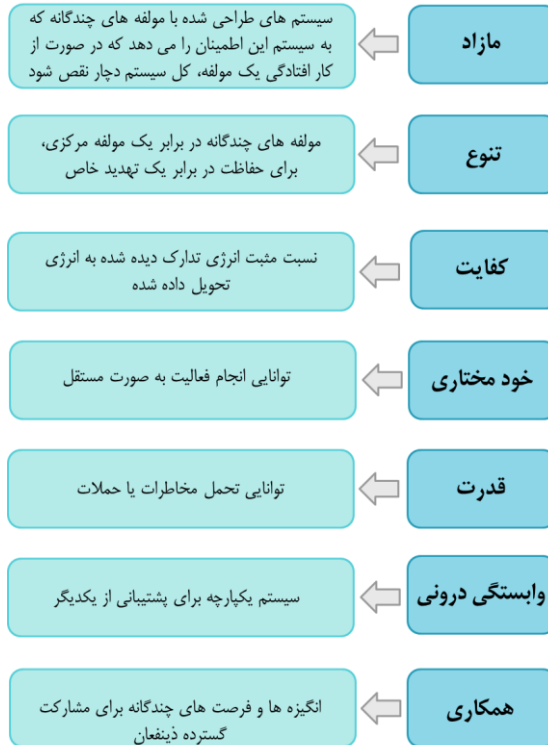 مازاد
سیستم های طراحی شده با مولفه های چندگانه که
به سیستم این اطمینان را می دهد که در صورت از
کار افتادگی یک مولفه، کل سیستم دچار نقص شود
تنوع
مولفه های چندگانه در برابر یک مولفه مرکزی،
برای حفاظت در برابر یک تهدید خاص
کفایت
نسبت مثبت انرژی تدارک دیده شده به انرژی
تحویل داده شده
خود مختاری
توانایی انجام فعالیت به صورت مستقل
قدرت
توانایی تحمل مخاطرات یا حملات
وابستگی درونی
سیستم یکپارچه برای پشتیبانی از یکدیگر
همکاری
انگیزه ها و فرصت های چندگانه برای مشارکت
گسترده ذینفعان